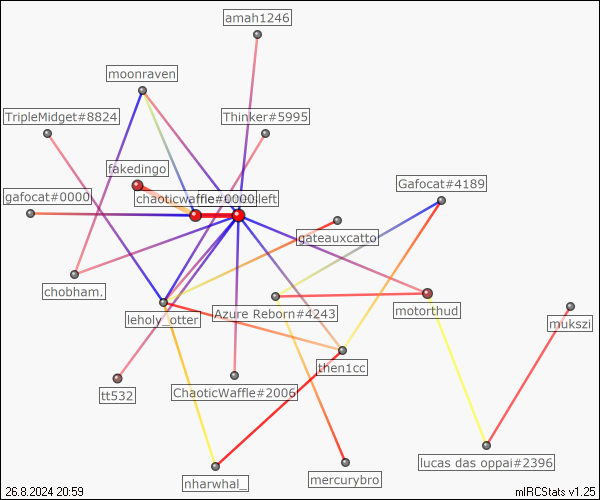 amah1246
moonraven
TripleMidget#8824
Thinker#5995
fakedingo
Gafocat#4189
gafocat#0000
chaoticwaffle#0000
gateauxcatto
chobham.
Azure Reborn#4243
motorthud
leholy_otter
mukszi
then1cc
tt532
ChaoticWaffle#2006
lucas das oppai#2396
nharwhal_
mercurybro
26.8.2024 20:59
mIRCStats v1.25